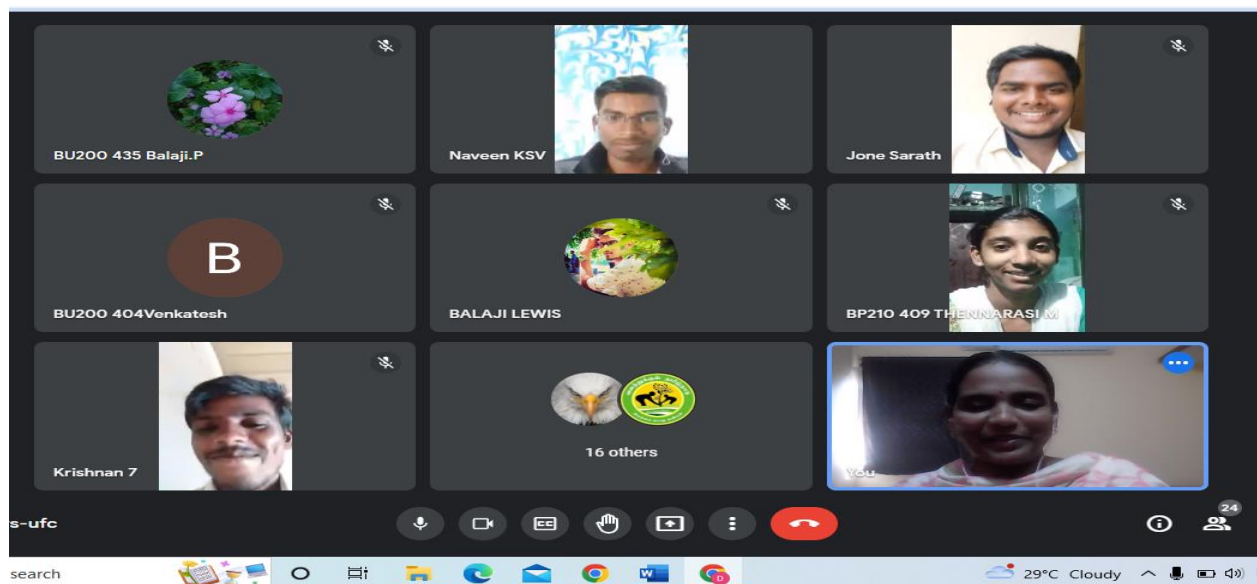 BU200 435 Balaji.P
Naveen KSV
Jone Sarath
B
BU200 404Venkatesh
BALAJI LEWIS
BP210 409 THENNARASI M
Krishnan 7
16 others
You
s-ufc
CC
24
search
W
D
29°C Cloudy